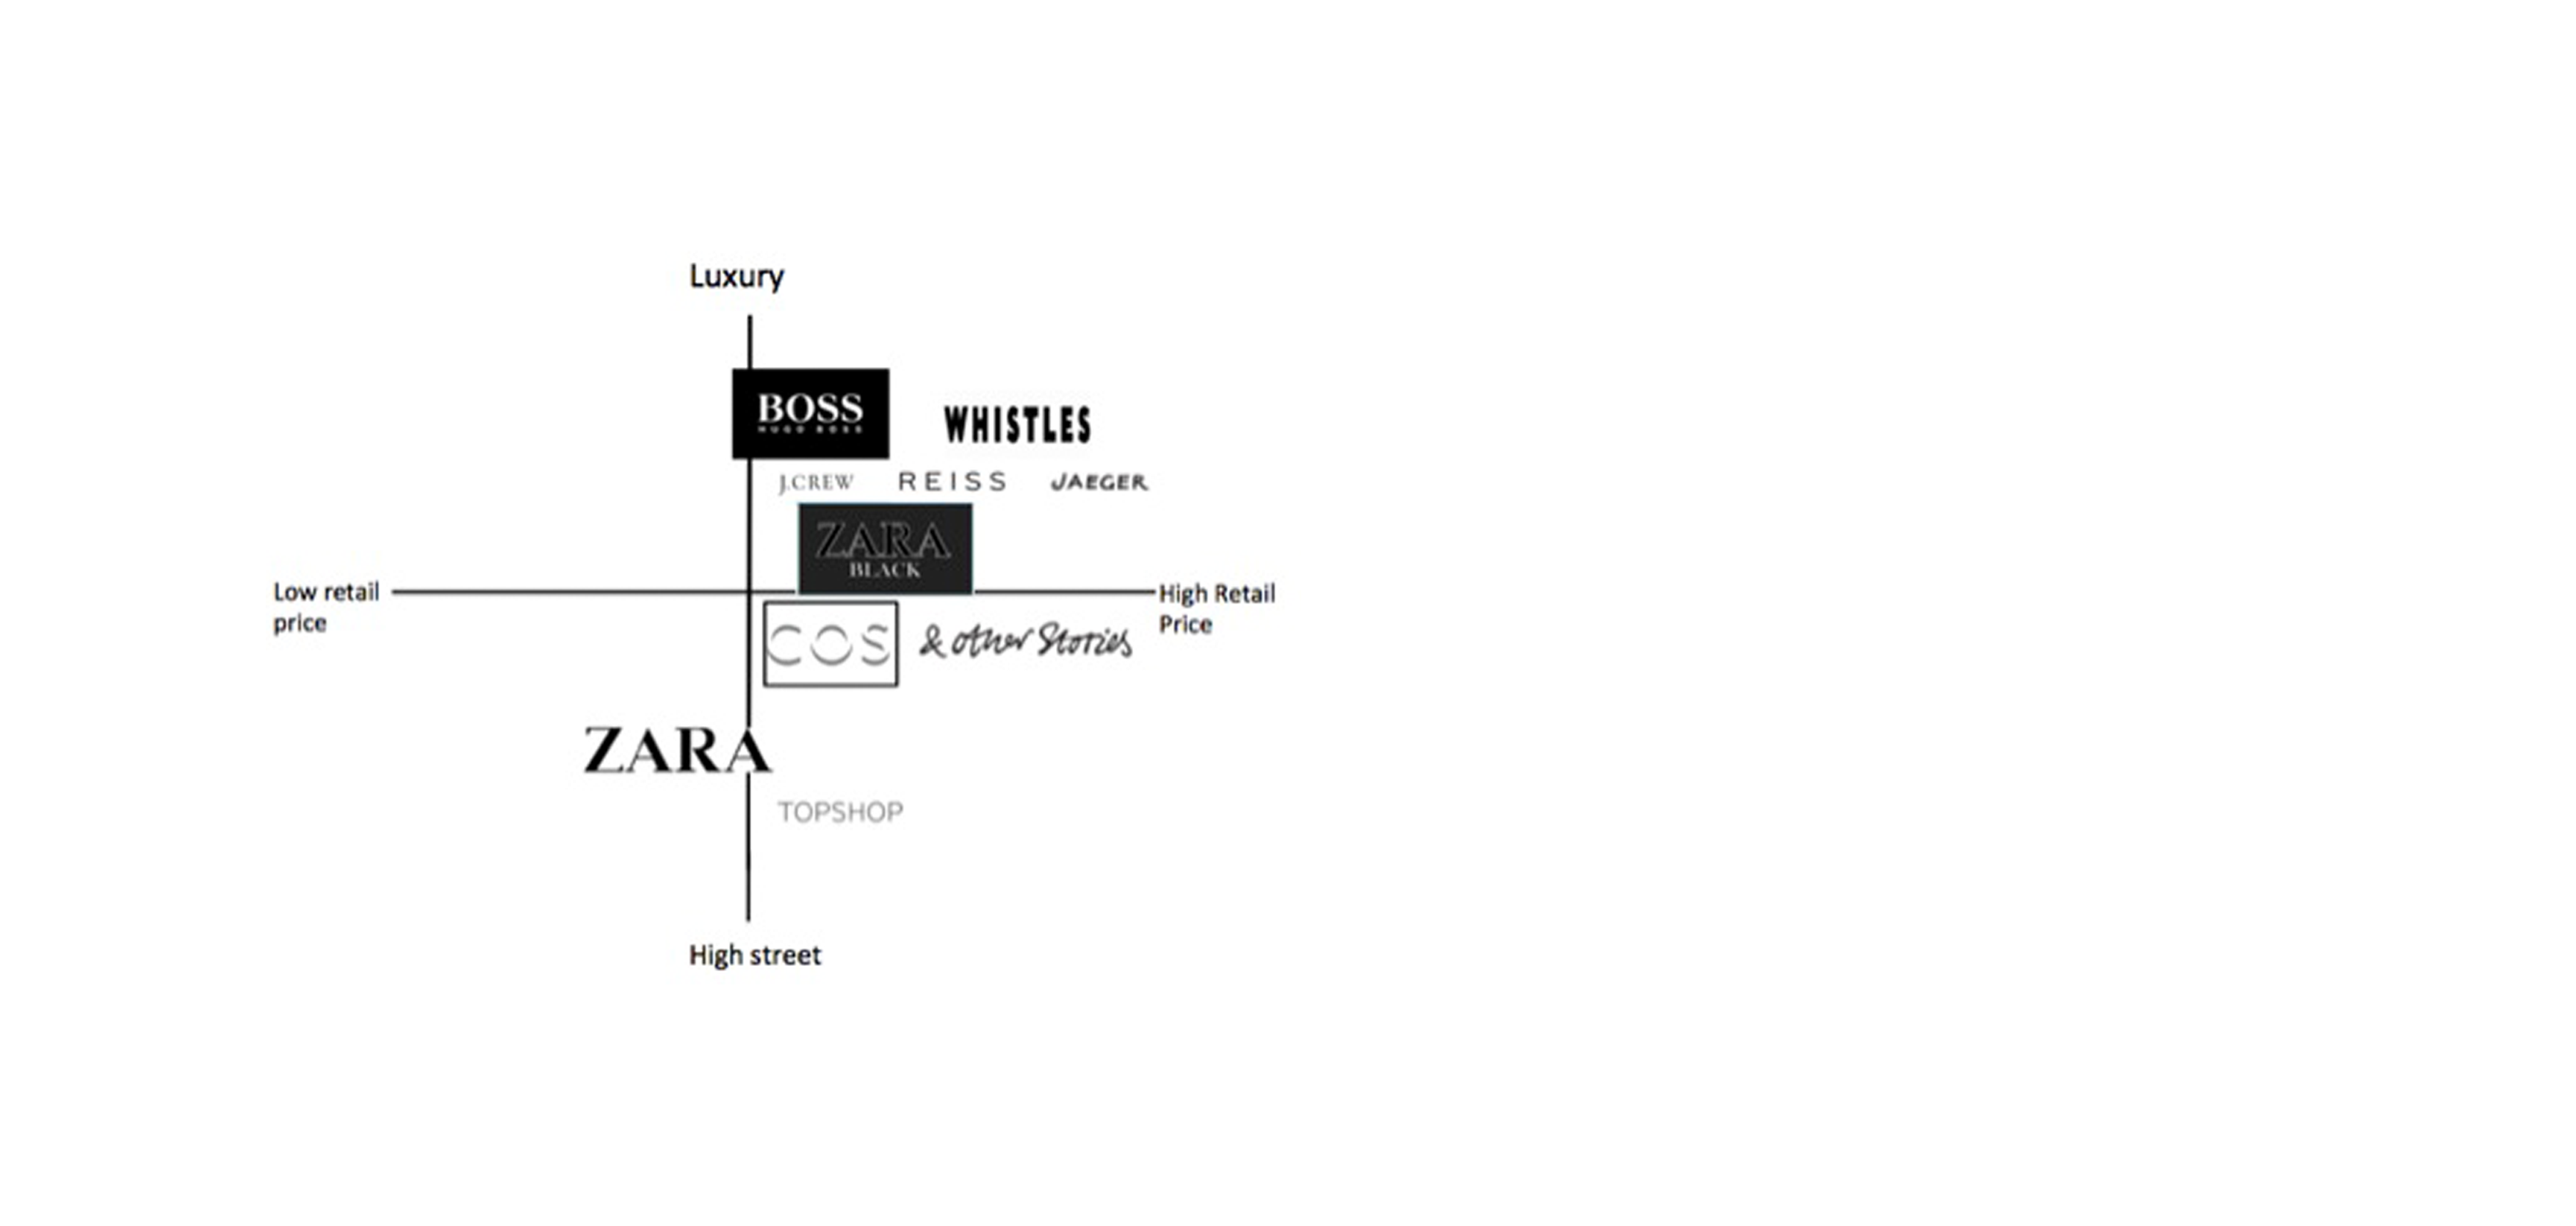 Luxury
BOSS
HUGO BOSS
WHISTLES
J.CREW REISS JAEGER
ZARA
BLACK
Low retail
price
High Retail
Price
COS & other Stories
ZARA
TOPSHOP
High street